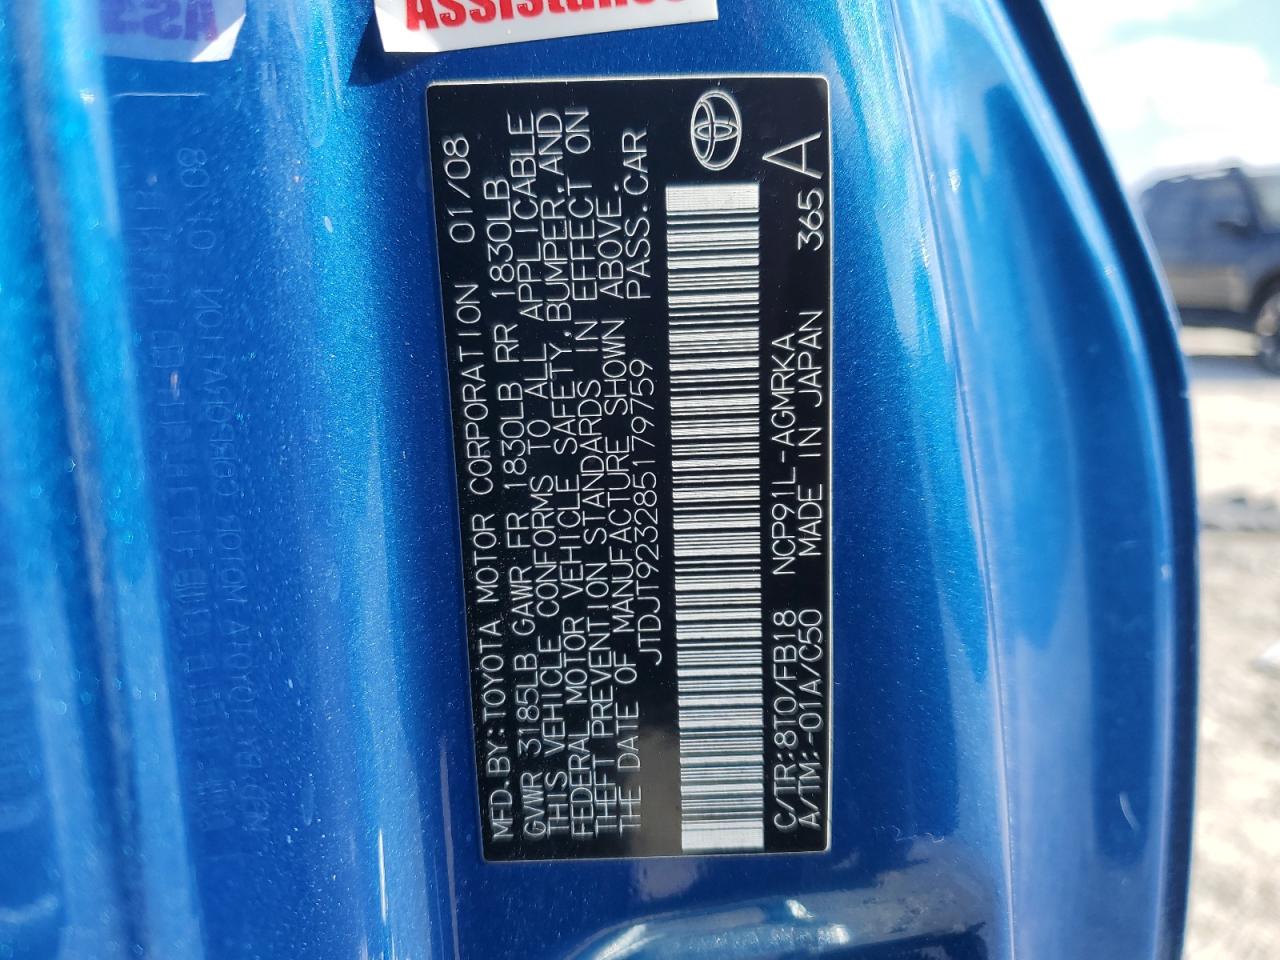 Assistance
MFD.BY:TOYOTA MOTOR CORPORATION 01/08
GVWR 3185LB GAWR FR 1830LB RR 1830LB
THIS VEHICLE CONFORMS TO ALL APPLICABLE
FEDERAL MOTOR VEHICLE SAFETY,BUMPER,AND
THEFT PREVENTION STANDARDS IN EFFECT ON
THE DATE OF MANUFACTURE SHOWN ABOVE.
JTDJT923285179759 PASS.CAR
C/TR:8T0/FB18 NCP91L-AGMRKA 365 A
A/TM:-01A/C50 MADE IN JAPAN